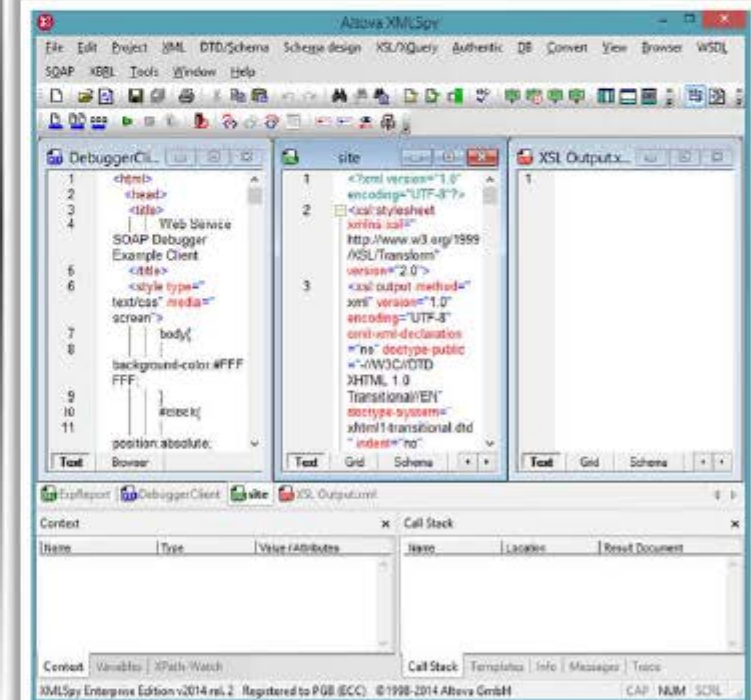 Altova XMLSpy
File Edit Project XML DTD/Schema Schema design XSL/XQuery Authentic DB Convert View Browser WSDL
SOAP XBRL Tools Window Help
DebuggerCli...
1 <html>
2 <head>
3 <title>
4 Web Service
SOAP Debugger
Example Client
5 </title>
6 <style type="
text/css" media="
screen">
7 body{
8
background-color:#FFF
FFF;
9 }
10 #clock{
11
position:absolute;
Text Browser
site
1 <?xml version="1.0"
encoding="UTF-8"?>
2 <xsl:stylesheet
xmlns:xsl="
http://www.w3.org/1999
/XSL/Transform"
version="2.0">
3 <xsl:output method="
xml" version="1.0"
encoding="UTF-8"
omit-xml-declaration
="no" doctype-public
="-//W3C//DTD
XHTML 1.0
Transitional//EN"
doctype-system="
xhtml1-transitional.dtd
" indent="no"
Text Grid Schema
XSL Output.x...
1
Text Grid Schema
ExpReport DebuggerClient site XSL Output.xml
Context
Name Type Value / Attributes
Context Variables XPath-Watch
Call Stack
Name Location Result Document
Call Stack Templates Info Messages Trace
XMLSpy Enterprise Edition v2014 rel. 2 Registered to PGB (ECC) ©1998-2014 Altova GmbH CAP NUM SCRL